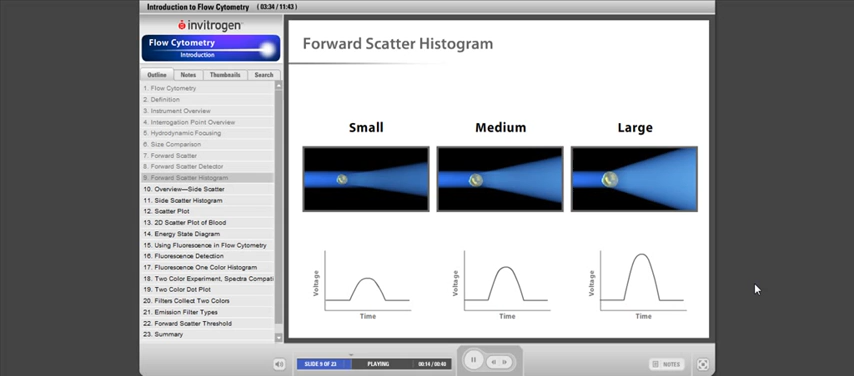 Introduction to Flow Cytometry ( 03:34 / 11:43 )
invitrogen
Flow Cytometry
Introduction
Outline Notes Thumbnails Search
1. Flow Cytometry
2. Definition
3. Instrument Overview
4. Interrogation Point Overview
5. Hydrodynamic Focusing
6. Size Comparison
7. Forward Scatter
8. Forward Scatter Detector
9. Forward Scatter Histogram
10. Overview—Side Scatter
11. Side Scatter Histogram
12. Scatter Plot
13. 2D Scatter Plot of Blood
14. Energy State Diagram
15. Using Fluorescence in Flow Cytometry
16. Fluorescence Detection
17. Fluorescence One Color Histogram
18. Two Color Experiment, Spectra Compati
19. Two Color Dot Plot
20. Filters Collect Two Colors
21. Emission Filter Types
22. Forward Scatter Threshold
23. Summary
Forward Scatter Histogram
Small Medium Large
Voltage Voltage Voltage
Time Time Time
SLIDE 9 OF 23 PLAYING 00:14 / 00:40
NOTES